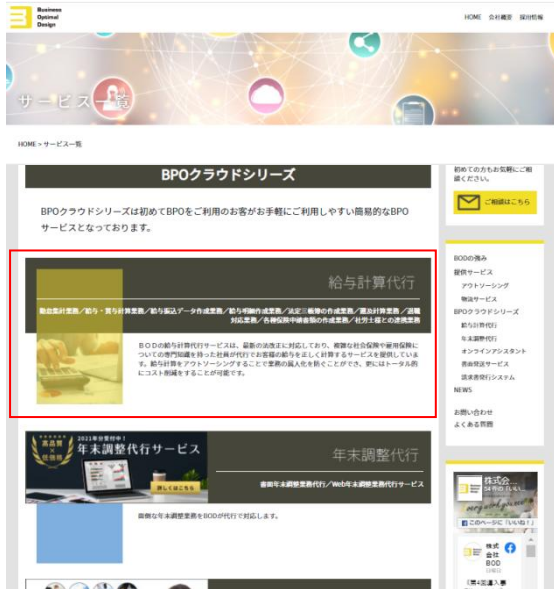 Business
Optimal
Design
HOME 会社概要 採用情報
サービス一覧
HOME > サービス一覧
BPOクラウドシリーズ
BPOクラウドシリーズは初めてBPOをご利用のお客がお手軽にご利用しやすい簡易的なBPO
サービスとなっております。
給与計算代行
勤怠集計業務/給与・賞与計算業務/給与振込データ作成業務/給与明細作成業務/法定三帳簿の作成業務/遡及計算業務/退職
対応業務/各種保険申請書類の作成業務/社労士様との連携業務
BODの給与計算代行サービスは、最新の法改正に対応しており、複雑な社会保険や雇用保険に
ついての専門知識を持った社員が代行でお客様の給与を正しく計算するサービスを提供していま
す。給与計算をアウトソーシングすることで業務の属人化を防ぐことができ、更にはトータル的
にコスト削減をすることが可能です。
高品質
×
低価格
2021年分受付中！
年末調整代行サービス
詳しくはこちら
年末調整代行
書面年末調整業務代行/Web年末調整業務代行サービス
面倒な年末調整業務をBODが代行で対応します。
初めての方もお気軽にご相
談ください。
ご相談はこちら
BODの強み
提供サービス
アウトソーシング
物流サービス
BPOクラウドシリーズ
給与計算代行
年末調整代行
オンラインアシスタント
書面発送サービス
請求書発行システム
NEWS
お問い合わせ
よくある質問
株式会...
このページに「いいね！」
株式
会社
BOD